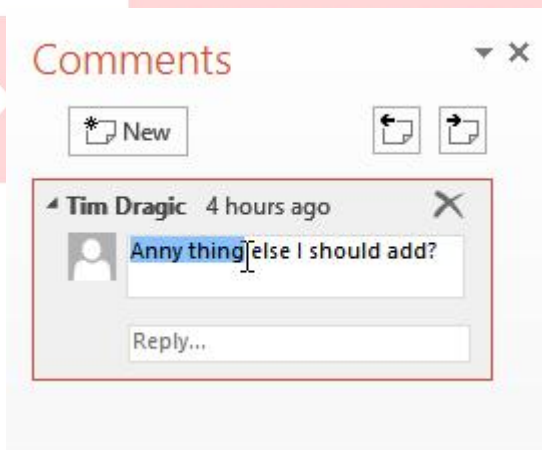 Comments
New
Tim Dragic 4 hours ago
Anny thing else I should add?
Reply...